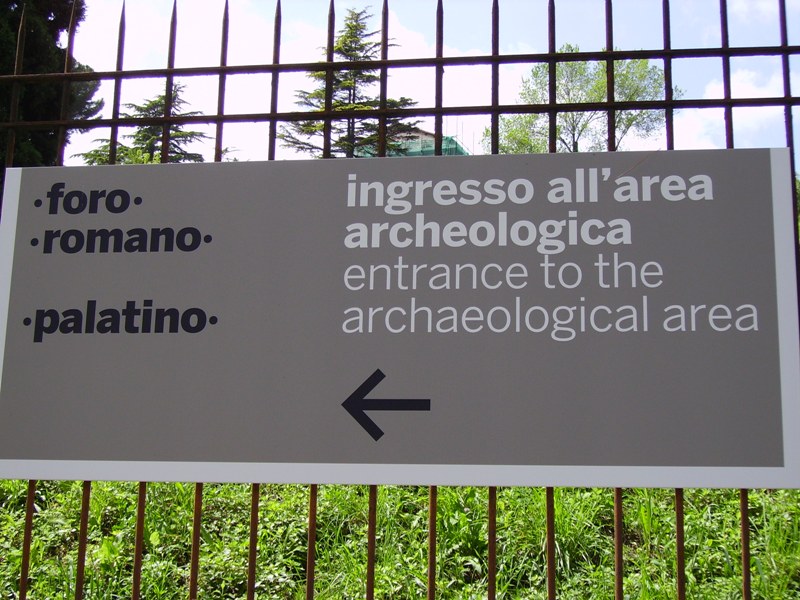 ·foro·
·romano·
·palatino·
ingresso all'area
archeologica
entrance to the
archaeological area